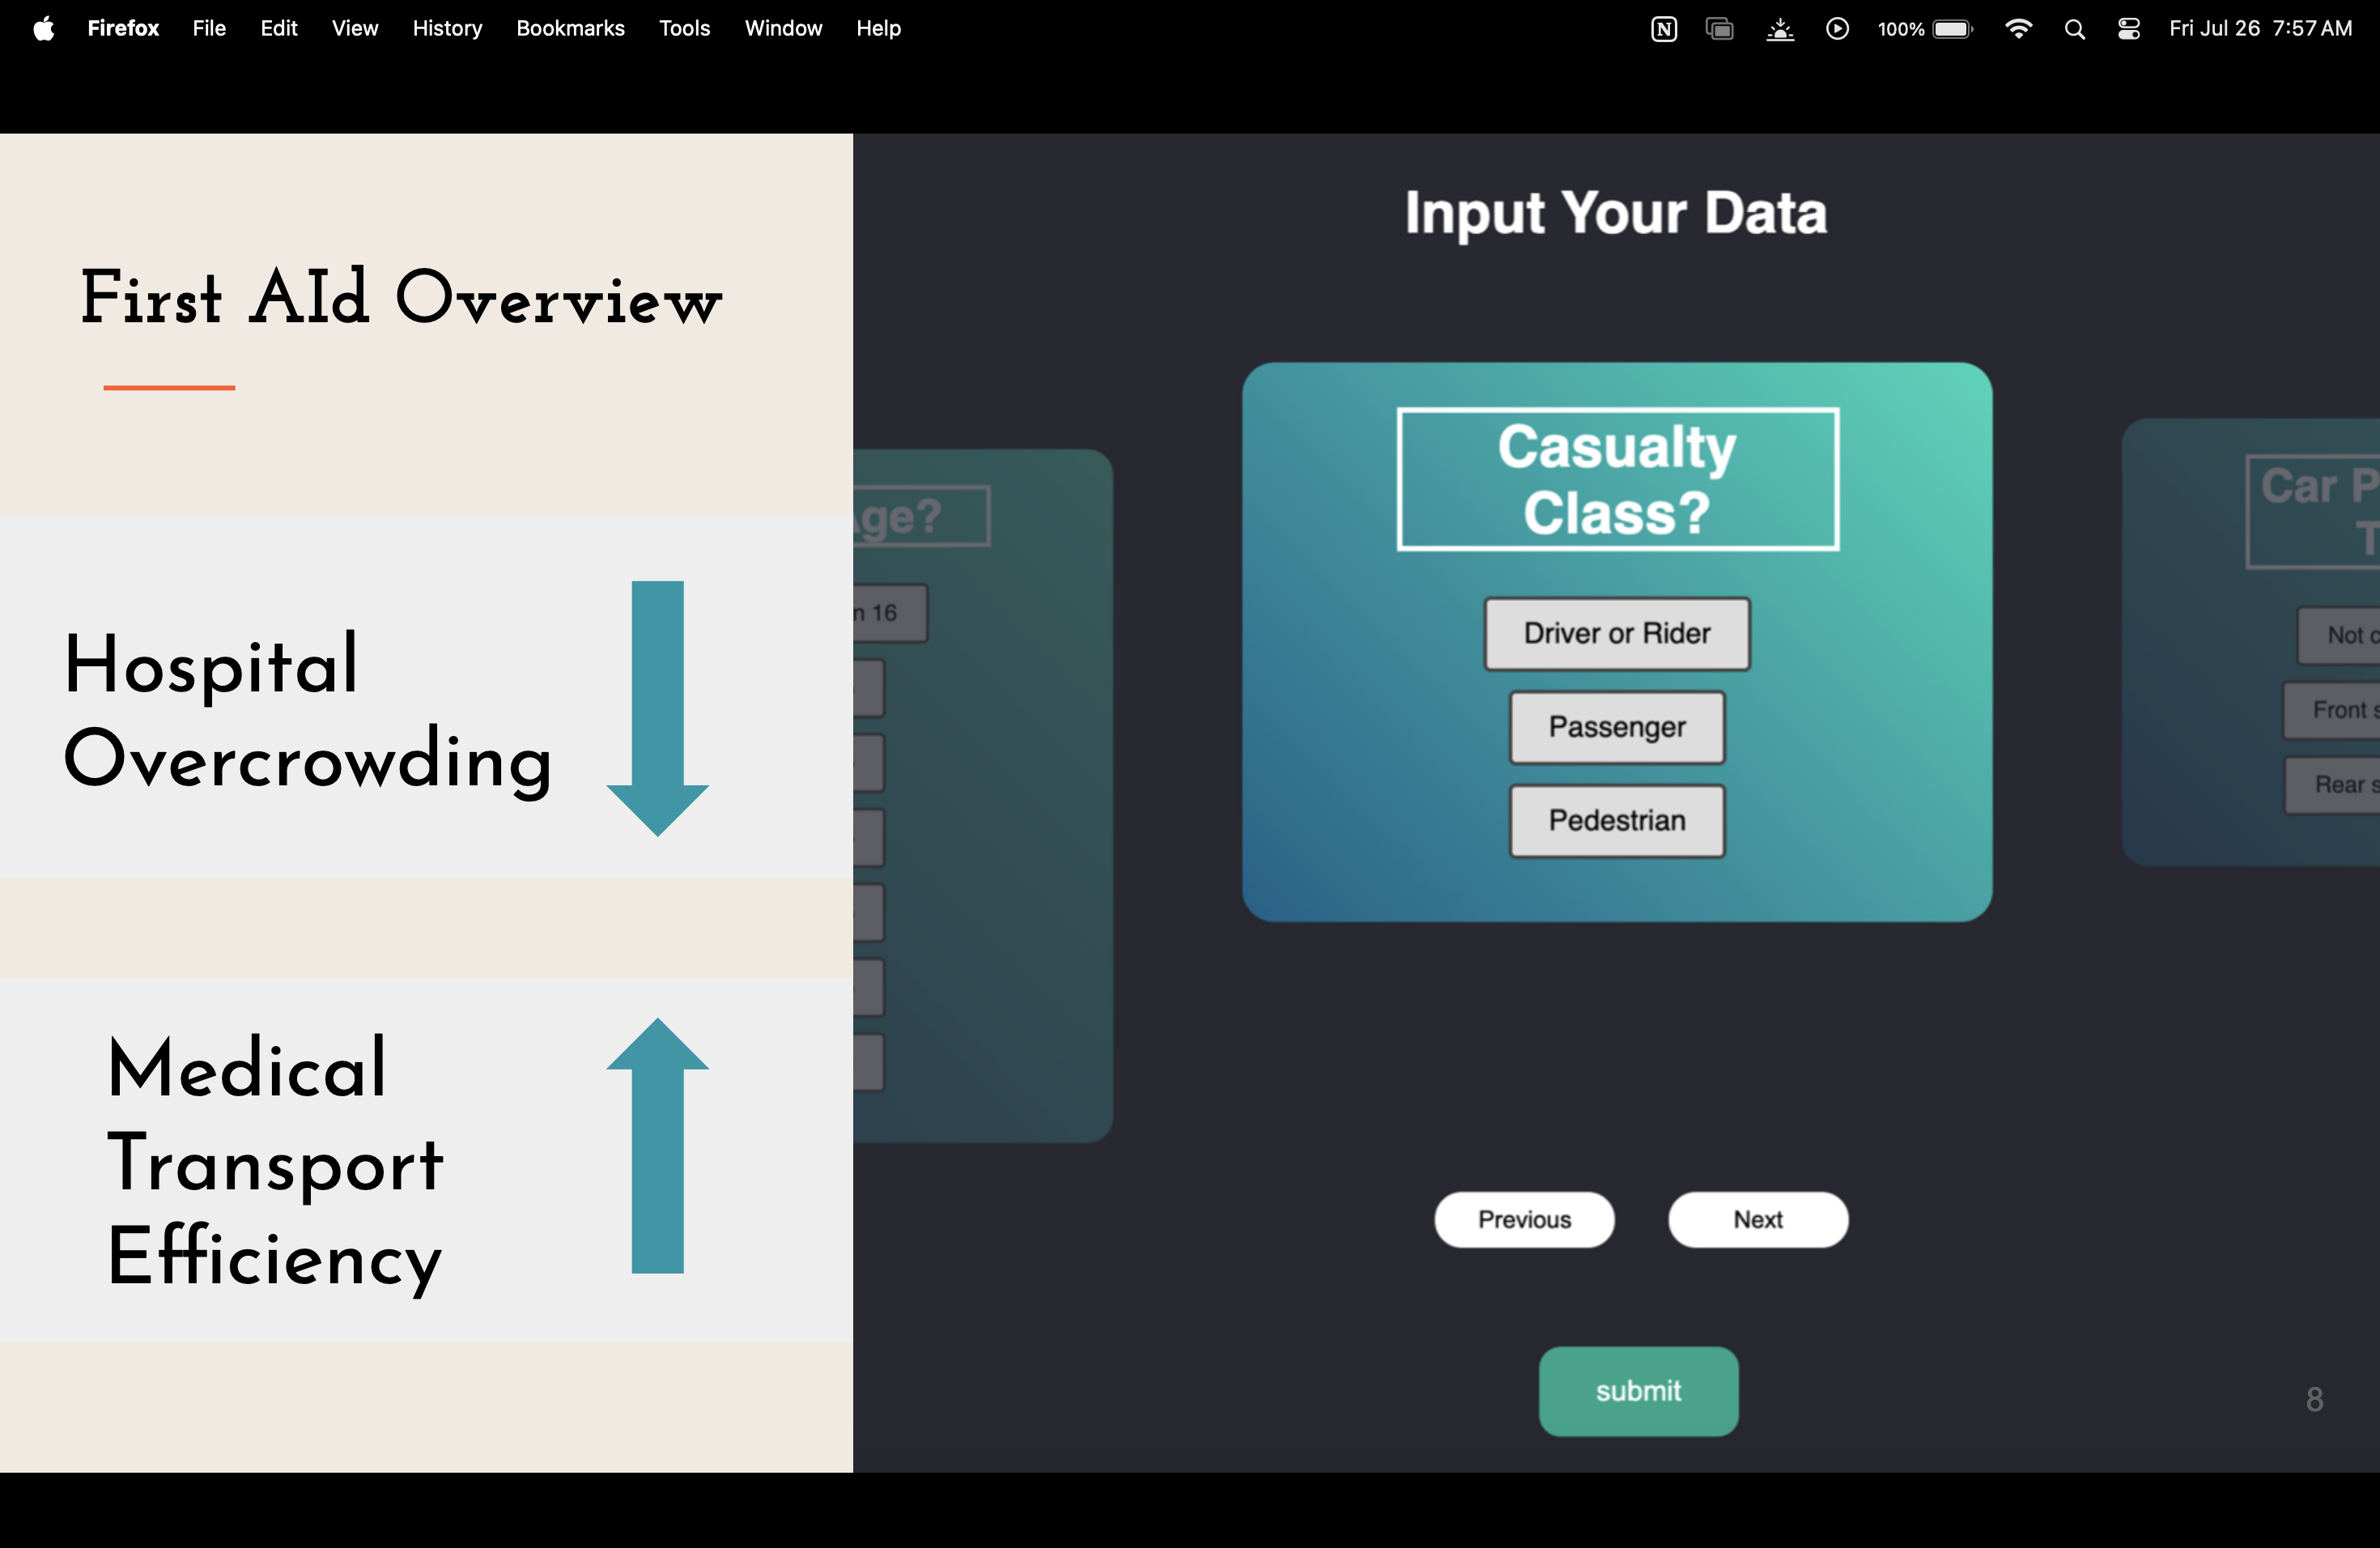 Firefox File Edit View History Bookmarks Tools Window Help
100% Fri Jul 26 7:57 AM
First AId Overview
Hospital
Overcrowding
Medical
Transport
Efficiency
Input Your Data
Age?
16
Casualty
Class?
Driver or Rider
Passenger
Pedestrian
Car
Not
Front
Rear
Previous
Next
submit
8